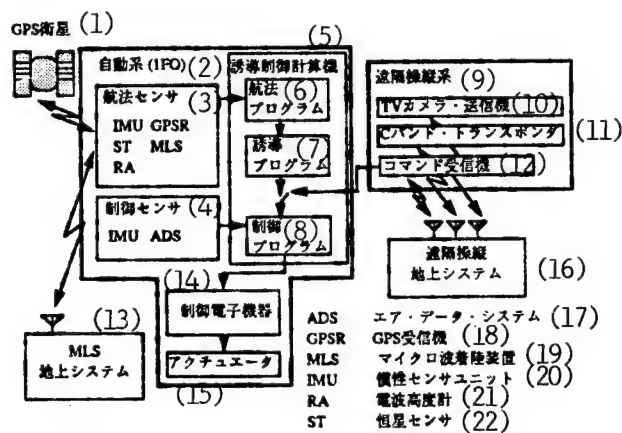 GPS衛星 (1)
自動系 (1FO) (2)
航法センサ (3)
IMU GPSR
ST MLS
RA
制御センサ (4)
IMU ADS
(5)
誘導制御計算機
航法 (6)
プログラム
誘導 (7)
プログラム
制御 (8)
プログラム
遠隔操縦系 (9)
TVカメラ・送信機 (10)
Cバンド・トランスポンダ (11)
コマンド受信機 (12)
(13)
MLS
地上システム
(14)
制御電子機器
アクチュエータ
(15)
遠隔操縦
地上システム
(16)
ADS エア・データ・システム (17)
GPSR GPS受信機 (18)
MLS マイクロ波着陸装置 (19)
IMU 慣性センサユニット (20)
RA 電波高度計 (21)
ST 恒星センサ (22)